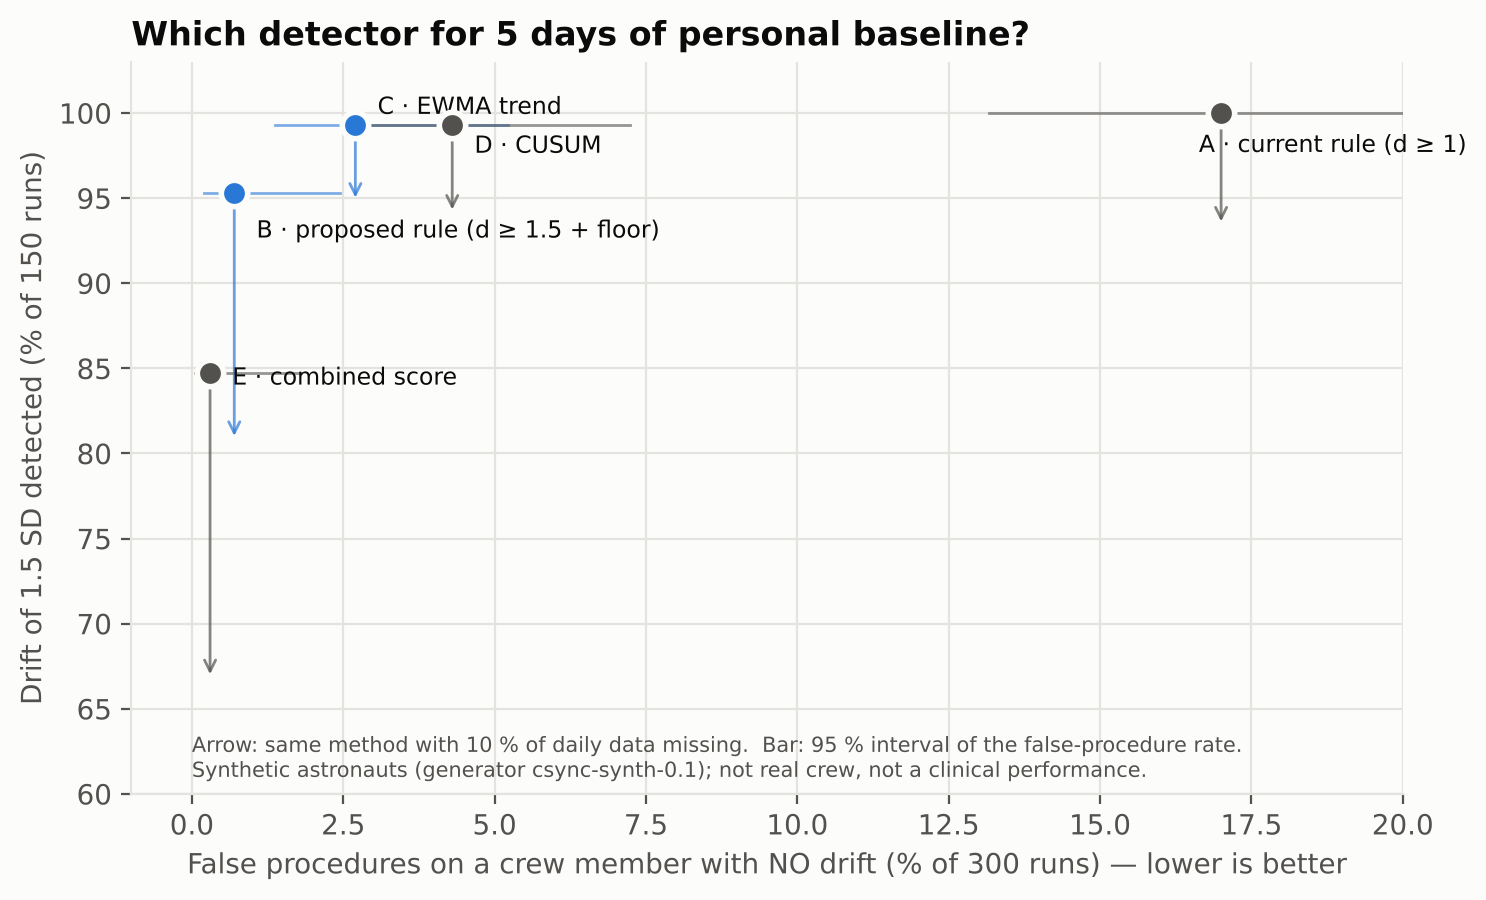 Which detector for 5 days of personal baseline?
Drift of 1.5 SD detected (% of 150 runs)
100
95
90
85
80
75
70
65
60
C · EWMA trend
D · CUSUM
A · current rule (d ≥ 1)
B · proposed rule (d ≥ 1.5 + floor)
E · combined score
Arrow: same method with 10 % of daily data missing.  Bar: 95 % interval of the false-procedure rate.
Synthetic astronauts (generator csync-synth-0.1); not real crew, not a clinical performance.
0.0 2.5 5.0 7.5 10.0 12.5 15.0 17.5 20.0
False procedures on a crew member with NO drift (% of 300 runs) — lower is better